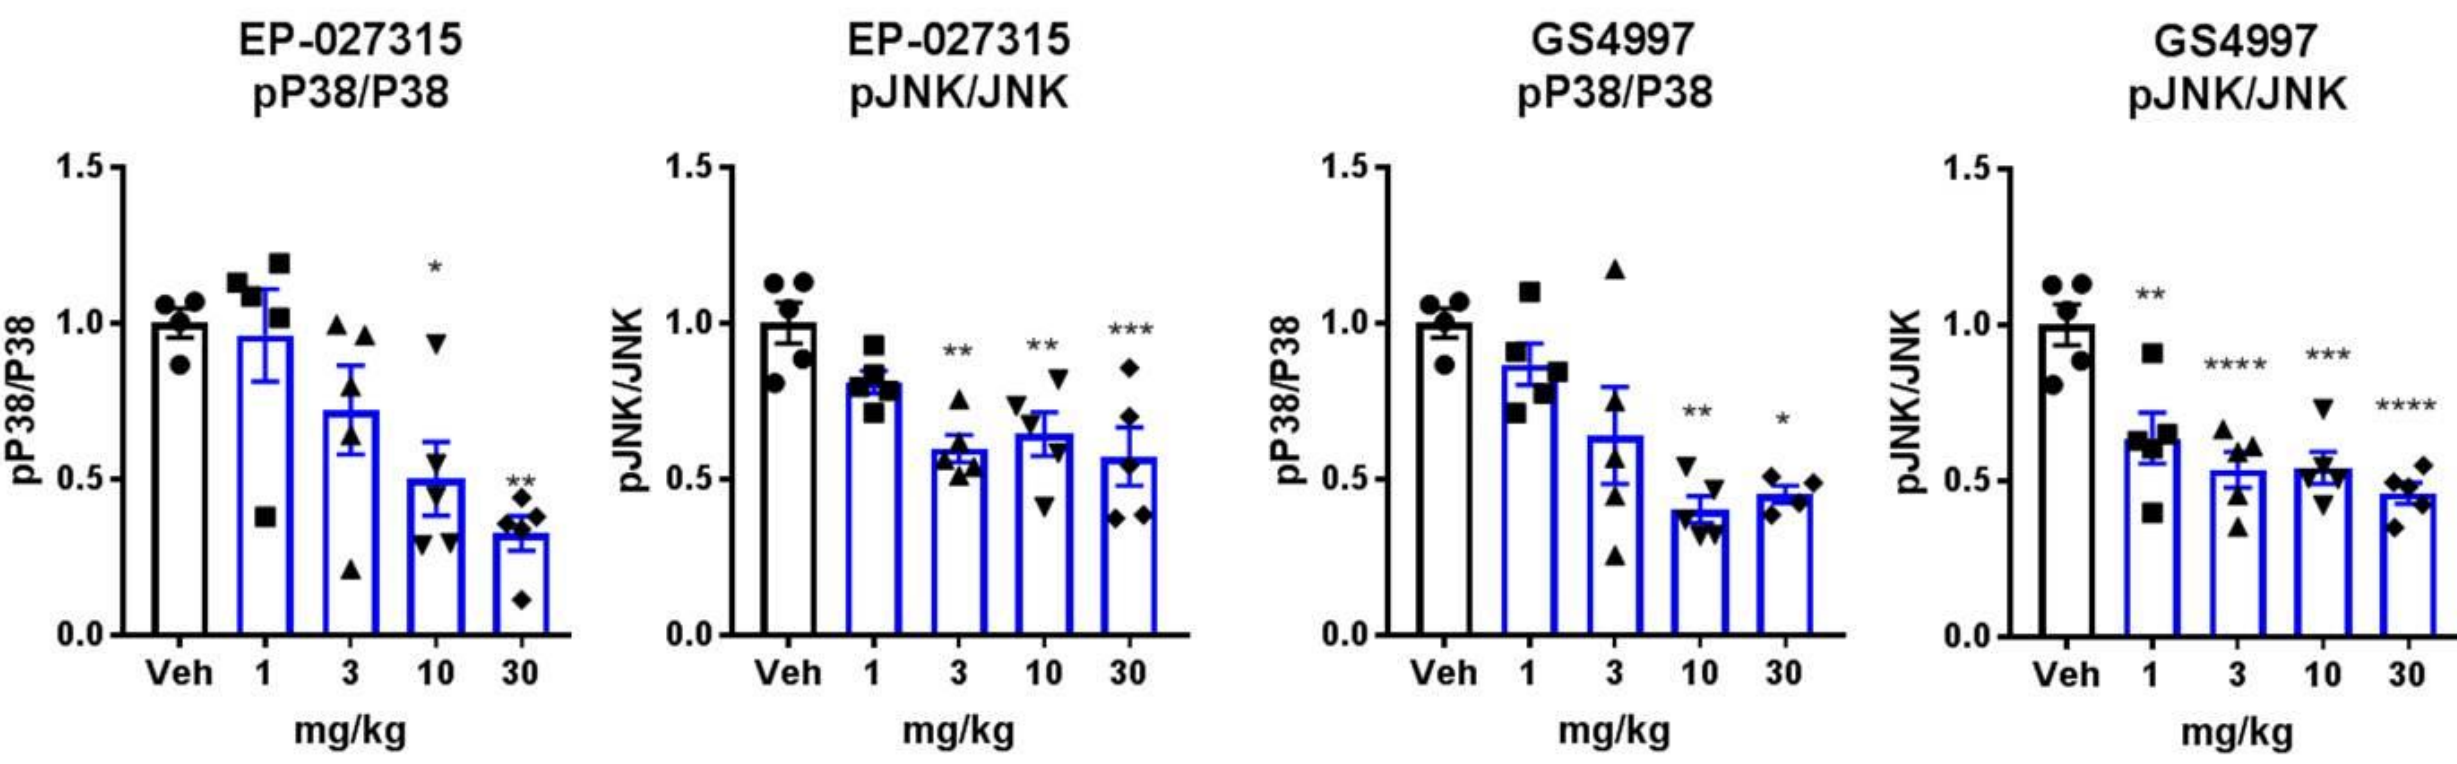 EP-027315
pP38/P38
pP38/P38
1.5
1.0
0.5
0.0
*
**
Veh 1 3 10 30
mg/kg
EP-027315
pJNK/JNK
pJNK/JNK
1.5
1.0
0.5
0.0
** ** ***
Veh 1 3 10 30
mg/kg
GS4997
pP38/P38
pP38/P38
1.5
1.0
0.5
0.0
** *
Veh 1 3 10 30
mg/kg
GS4997
pJNK/JNK
pJNK/JNK
1.5
1.0
0.5
0.0
** **** *** ****
Veh 1 3 10 30
mg/kg